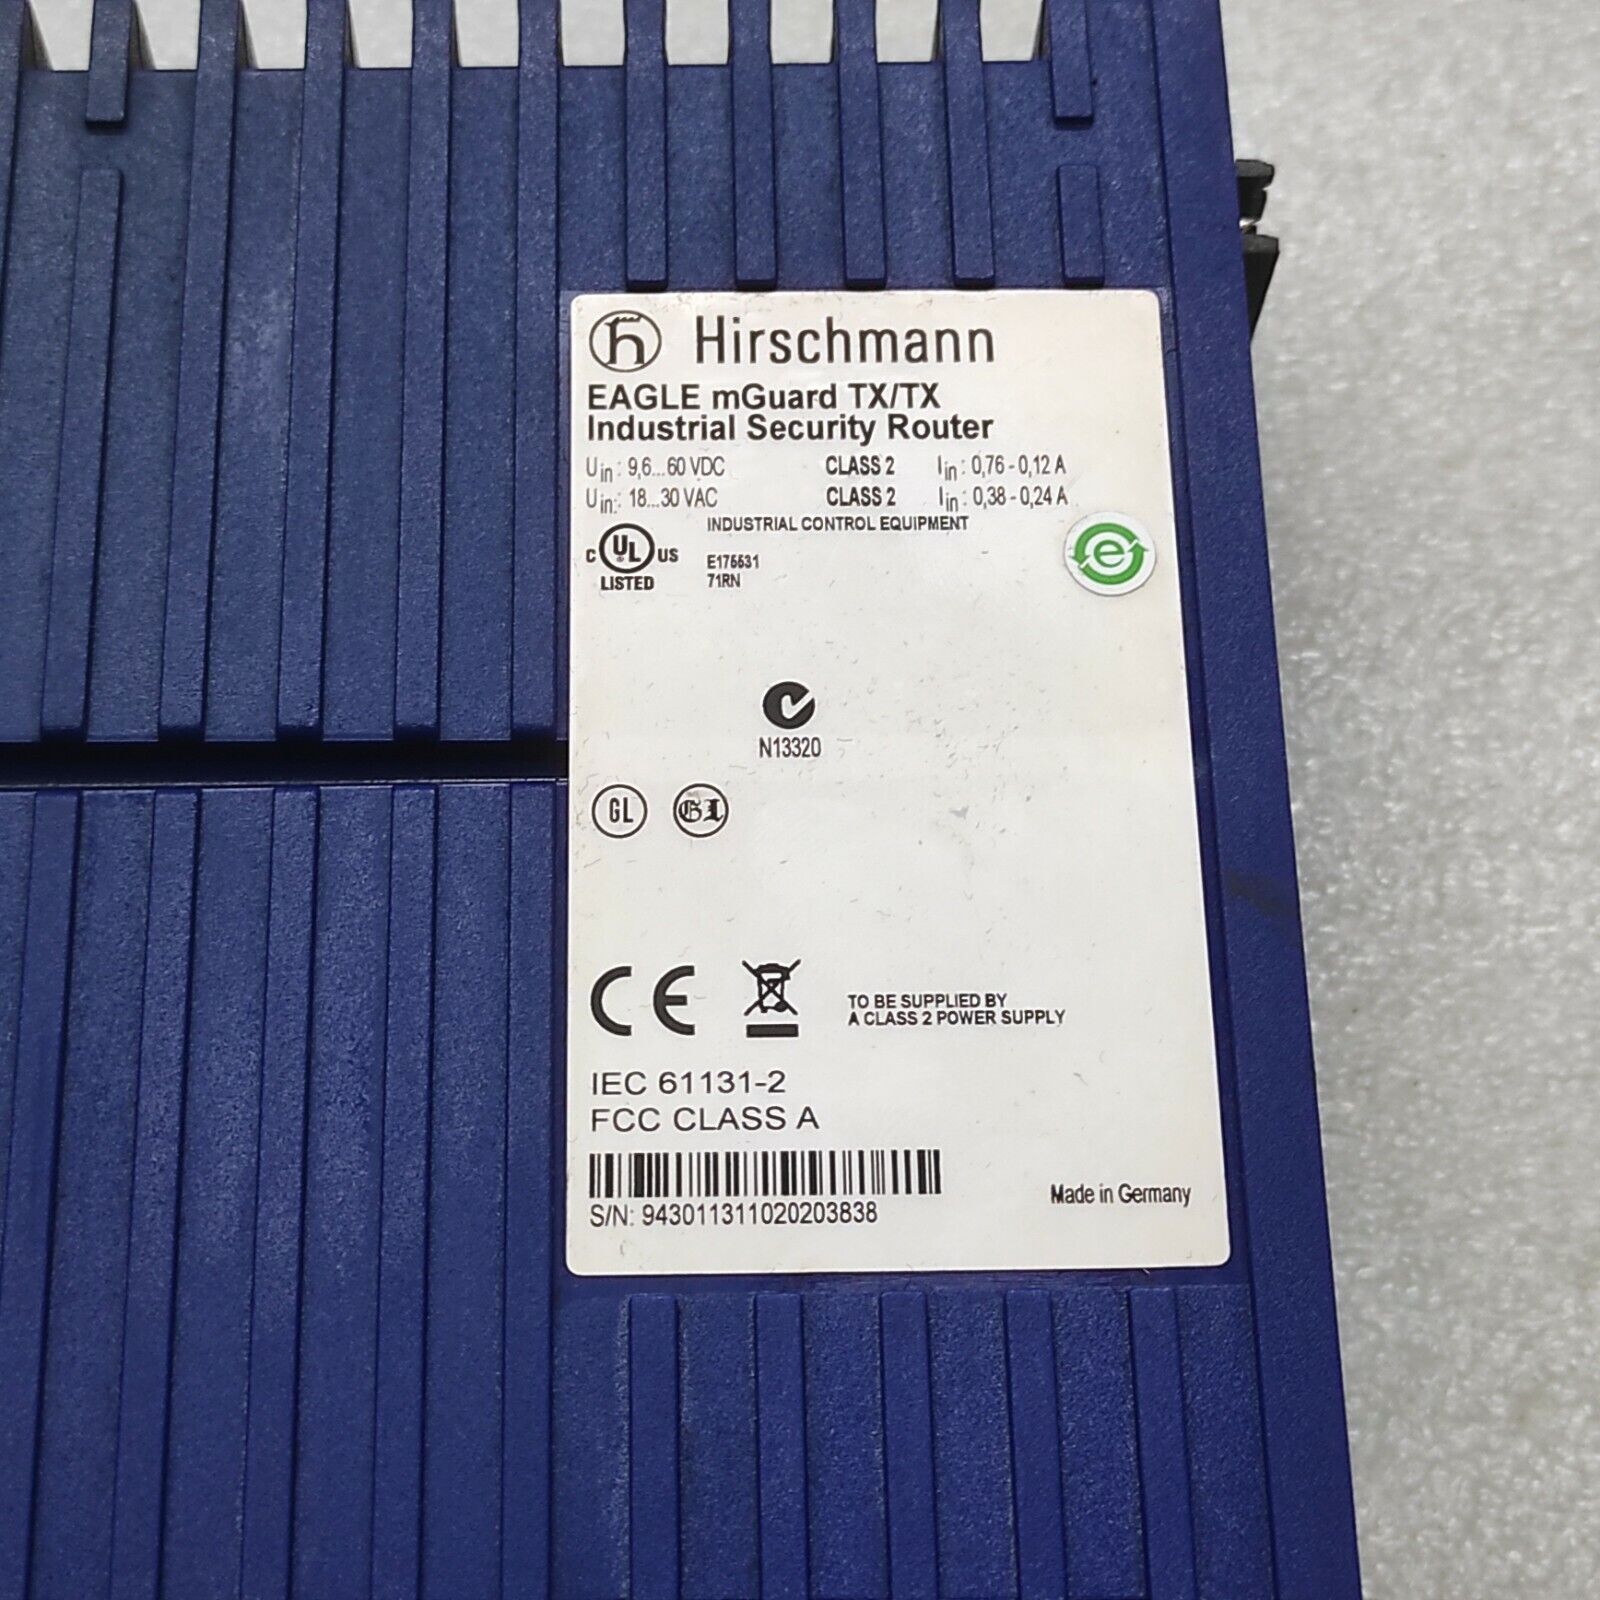 Hirschmann
EAGLE mGuard TX/TX
Industrial Security Router
Uin: 9,6...60 VDC CLASS 2 Iin: 0,76 - 0,12 A
Uin: 18...30 VAC CLASS 2 Iin: 0,38 - 0,24 A
INDUSTRIAL CONTROL EQUIPMENT
C UL US
LISTED
E175531
71RN
e
N13320
GL GL
CE
TO BE SUPPLIED BY
A CLASS 2 POWER SUPPLY
IEC 61131-2
FCC CLASS A
S/N: 943011311020203838
Made in Germany